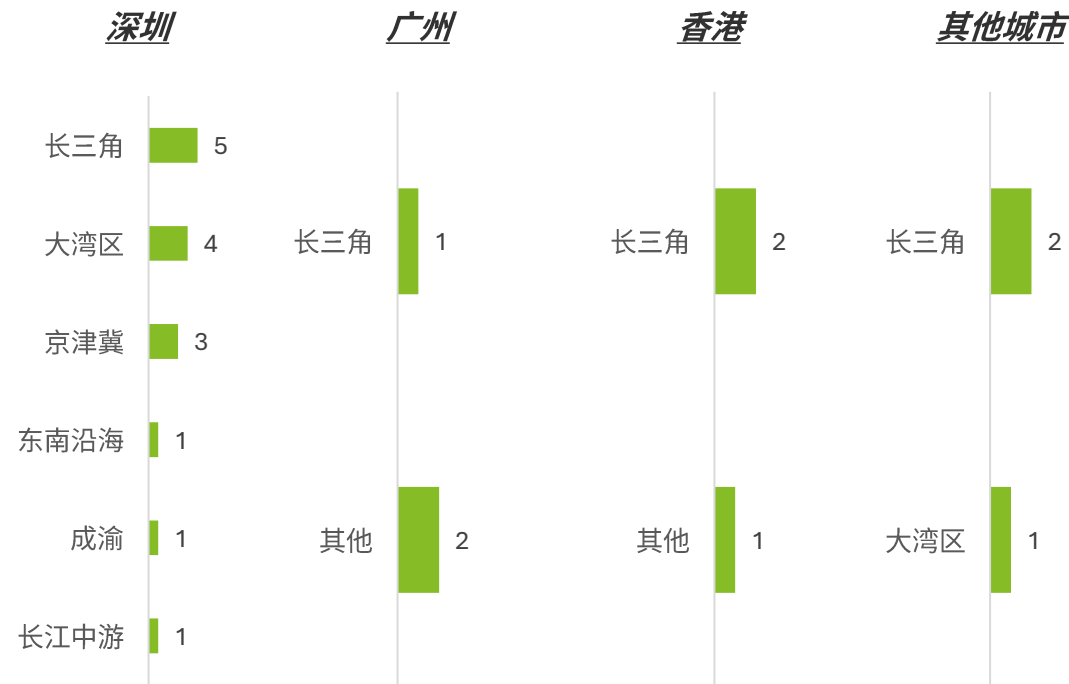 深圳
长三角 5
大湾区 4
京津冀 3
东南沿海 1
成渝 1
长江中游 1
广州
长三角 1
其他 2
香港
长三角 2
其他 1
其他城市
长三角 2
大湾区 1